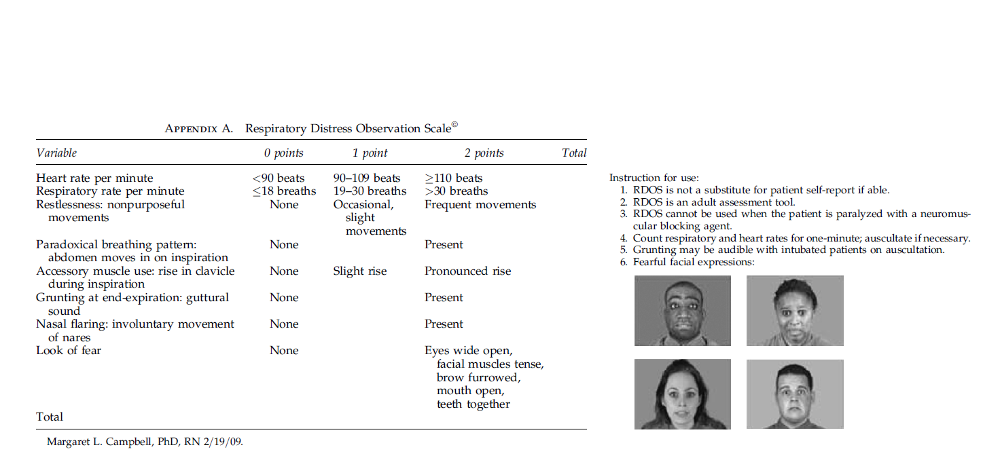 APPENDIX A. Respiratory Distress Observation Scale©
Variable 0 points 1 point 2 points Total
Heart rate per minute <90 beats 90–109 beats ≥110 beats
Respiratory rate per minute ≤18 breaths 19–30 breaths >30 breaths
Restlessness: nonpurposeful None Occasional, Frequent movements
movements slight
movements
Paradoxical breathing pattern: None Present
abdomen moves in on inspiration
Accessory muscle use: rise in clavicle None Slight rise Pronounced rise
during inspiration
Grunting at end-expiration: guttural None Present
sound
Nasal flaring: involuntary movement None Present
of nares
Look of fear None Eyes wide open,
facial muscles tense,
brow furrowed,
mouth open,
teeth together
Total
Margaret L. Campbell, PhD, RN 2/19/09.
Instruction for use:
1. RDOS is not a substitute for patient self-report if able.
2. RDOS is an adult assessment tool.
3. RDOS cannot be used when the patient is paralyzed with a neuromus-
cular blocking agent.
4. Count respiratory and heart rates for one-minute; auscultate if necessary.
5. Grunting may be audible with intubated patients on auscultation.
6. Fearful facial expressions: